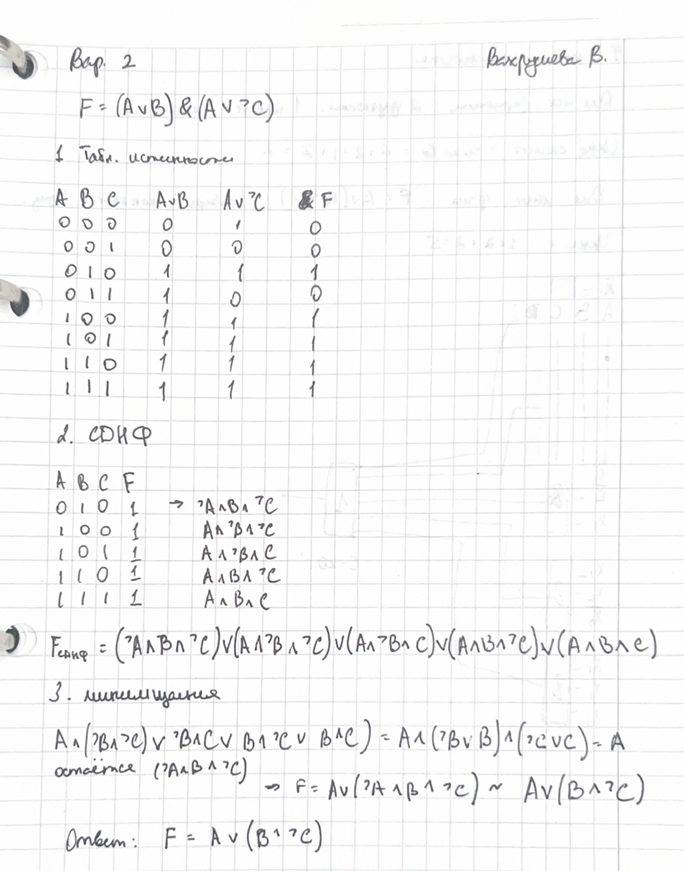 Вар. 2 Вахрушева В.
F = (A∨B) & (A ∨ ¬C)
1 Табл. истинности
A B C A∨B A∨¬C F
0 0 0 0 1 0
0 0 1 0 0 0
0 1 0 1 1 1
0 1 1 1 0 0
1 0 0 1 1 1
1 0 1 1 1 1
1 1 0 1 1 1
1 1 1 1 1 1
2. СДНФ
A B C F
0 1 0 1 → ¬A∧B∧¬C
1 0 0 1 A∧¬B∧¬C
1 0 1 1 A∧¬B∧C
1 1 0 1 A∧B∧¬C
1 1 1 1 A∧B∧C
Fсднф = (¬A∧B∧¬C)∨(A∧¬B∧¬C)∨(A∧¬B∧C)∨(A∧B∧¬C)∨(A∧B∧C)
3. минимизация
A∧(¬B∧¬C)∨ ¬B∧C∨ B∧¬C∨ B∧C) = A∧(¬B∨B)∧(¬C∨C) = A
остаётся (¬A∧B∧¬C)
→ F = A∨(¬A∧B∧¬C) ~ A∨(B∧¬C)
Ответ: F = A ∨ (B∧¬C)